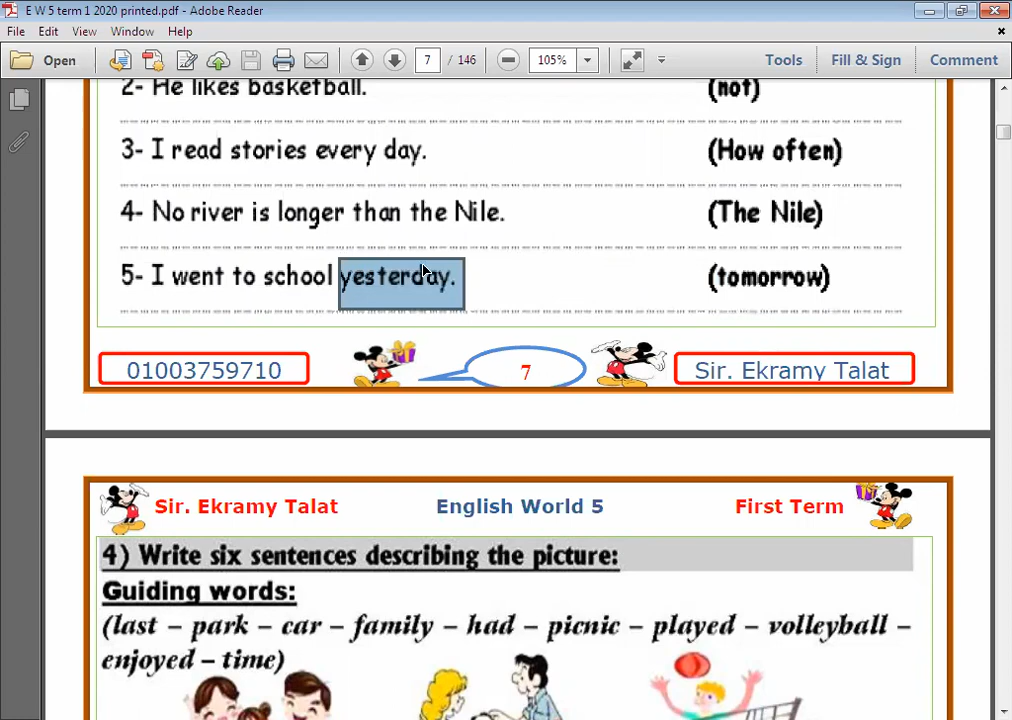 E W 5 term 1 2020 printed.pdf - Adobe Reader
File Edit View Window Help
Open 7 / 146 105% Tools Fill & Sign Comment
2- He likes basketball. (not)
3- I read stories every day. (How often)
4- No river is longer than the Nile. (The Nile)
5- I went to school yesterday. (tomorrow)
01003759710 7 Sir. Ekramy Talat
Sir. Ekramy Talat English World 5 First Term
4) Write six sentences describing the picture:
Guiding words:
(last – park – car – family – had – picnic – played – volleyball –
enjoyed – time)